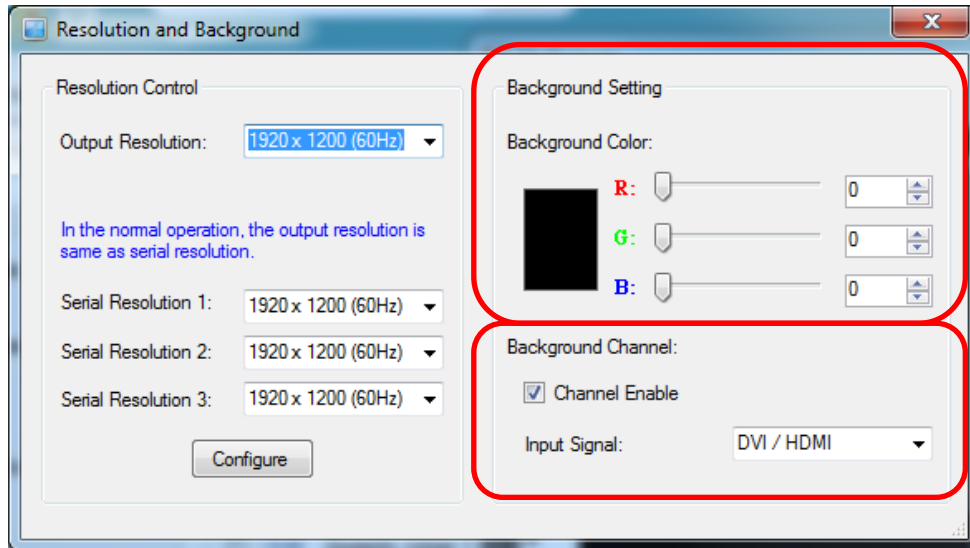 Resolution and Background
Resolution Control
Output Resolution: 1920 x 1200 (60Hz)
In the normal operation, the output resolution is
same as serial resolution.
Serial Resolution 1: 1920 x 1200 (60Hz)
Serial Resolution 2: 1920 x 1200 (60Hz)
Serial Resolution 3: 1920 x 1200 (60Hz)
Configure
Background Setting
Background Color:
R: 0
G: 0
B: 0
Background Channel:
Channel Enable
Input Signal: DVI / HDMI